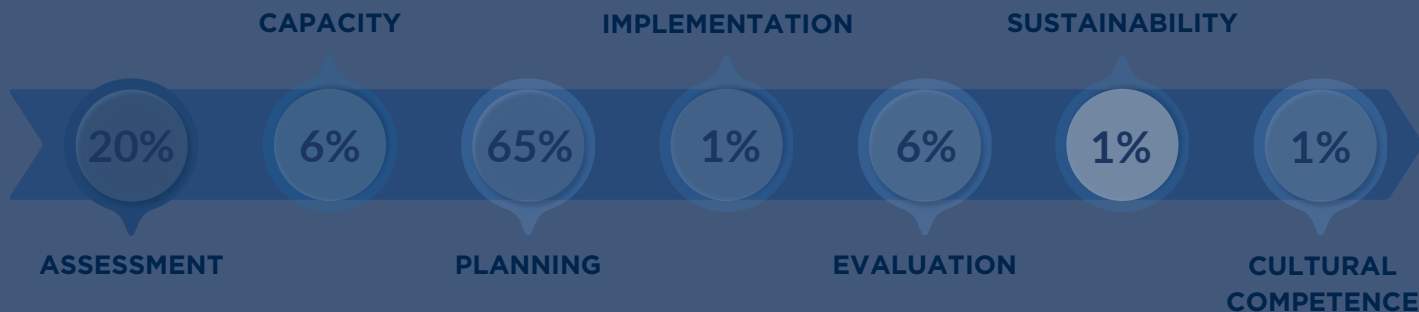 CAPACITY
IMPLEMENTATION
SUSTAINABILITY
20%
6%
65%
1%
6%
1%
1%
ASSESSMENT
PLANNING
EVALUATION
CULTURAL
COMPETENCE